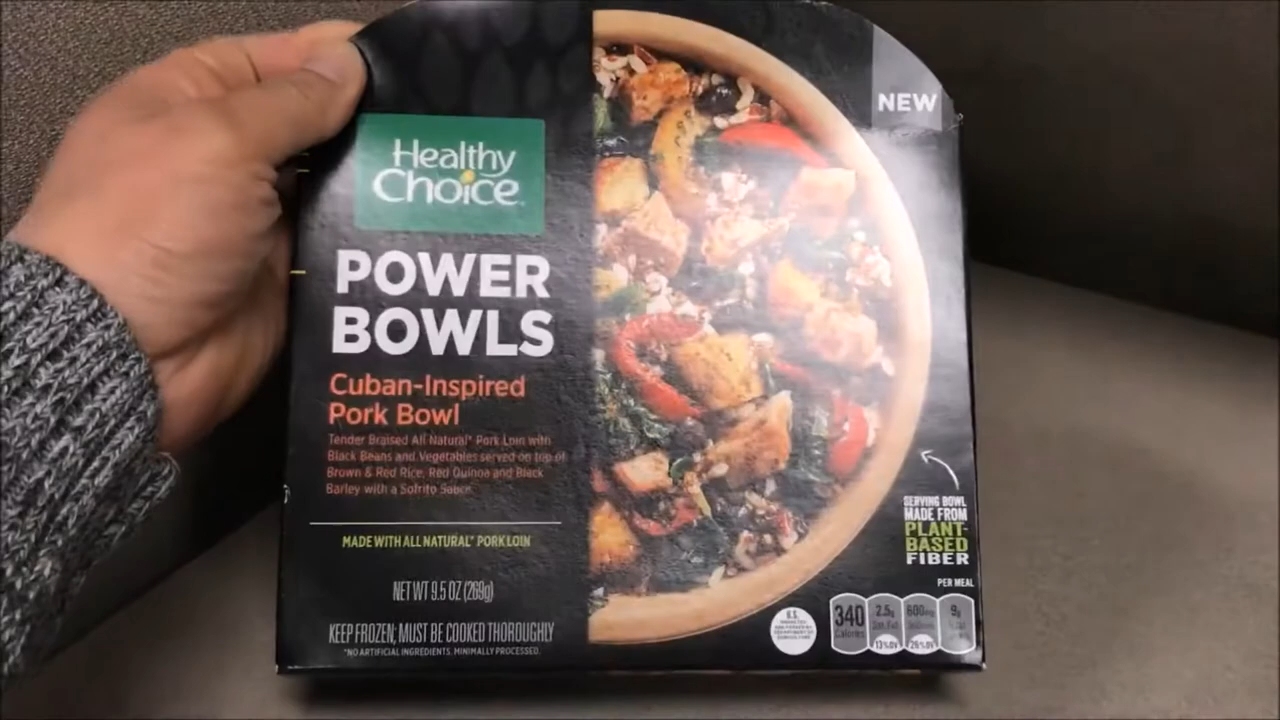 NEW
Healthy
Choice
POWER
BOWLS
Cuban-Inspired
Pork Bowl
Tender Braised All Natural* Pork Loin with
Black Beans and Vegetables served on top of
Brown & Red Rice, Red Quinoa and Black
Barley with a Sofrito Sauce
MADE WITH ALL NATURAL* PORK LOIN
NET WT 9.5 OZ (269g)
KEEP FROZEN; MUST BE COOKED THOROUGHLY
*NO ARTIFICIAL INGREDIENTS. MINIMALLY PROCESSED.
SERVING BOWL
MADE FROM
PLANT-
BASED
FIBER
PER MEAL
340
Calories
2.5g
Sat Fat
13% DV
600mg
Sodium
26% DV
9g
U.S.